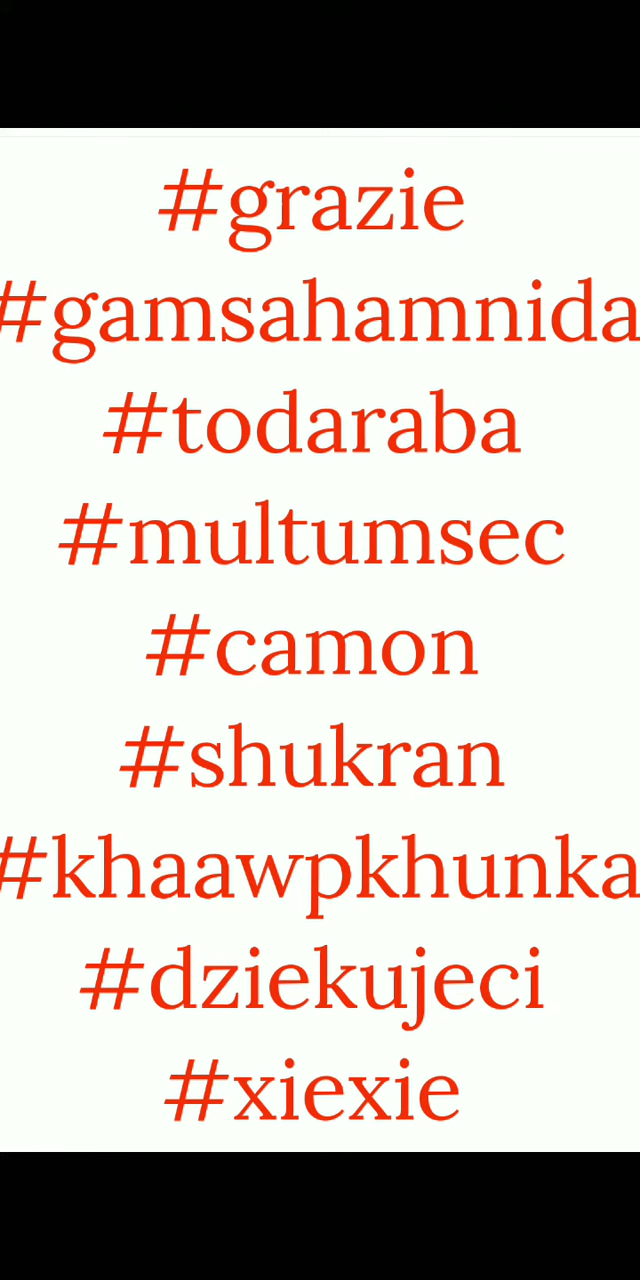 #grazie
#gamsahamnida
#todaraba
#multumsec
#camon
#shukran
#khaawpkhunka
#dziekujeci
#xiexie